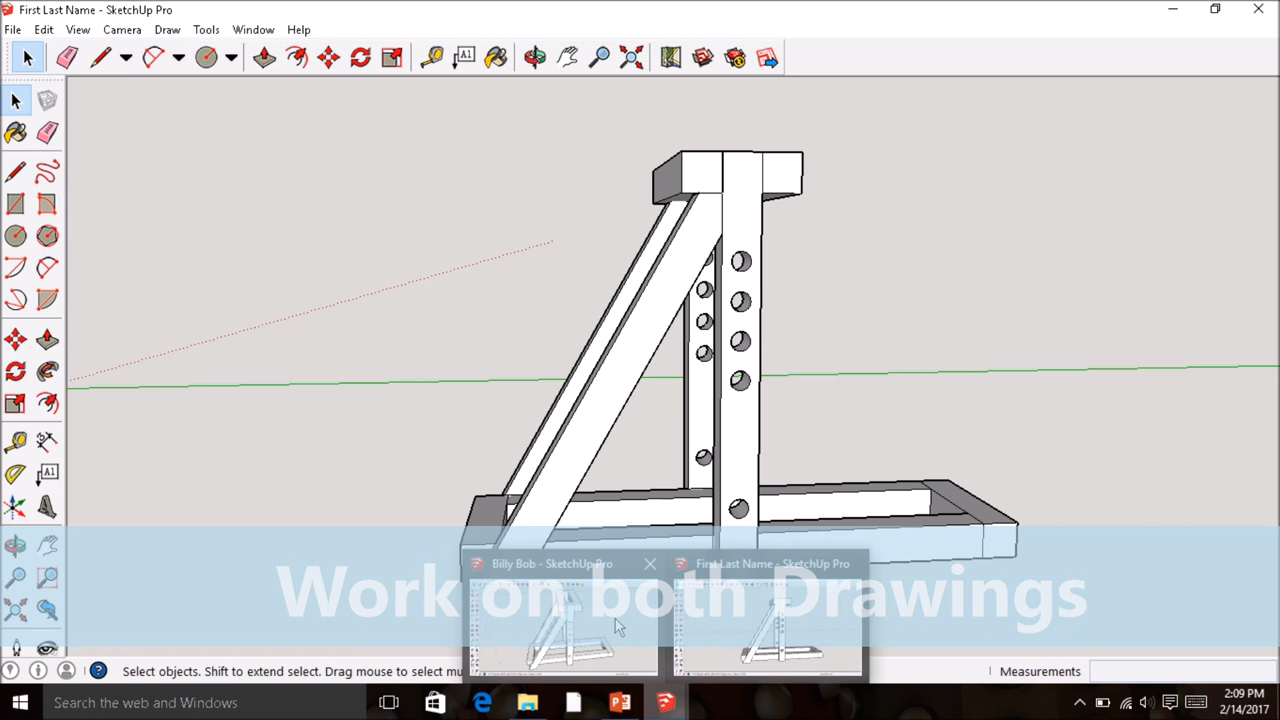 First Last Name - SketchUp Pro
File Edit View Camera Draw Tools Window Help
A1
A1
Billy Bob - SketchUp Pro
First Last Name - SketchUp Pro
Work on both Drawings
Select objects. Shift to extend select. Drag mouse to select mu
Measurements
Search the web and Windows
2:09 PM
2/14/2017